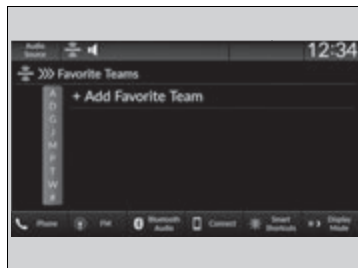 Audio
Source
12:34
Favorite Teams
+ Add Favorite Team
A
D
G
J
M
P
T
W
#
Phone
FM
Bluetooth
Audio
Connect
Smart
Shortcuts
Display
Mode